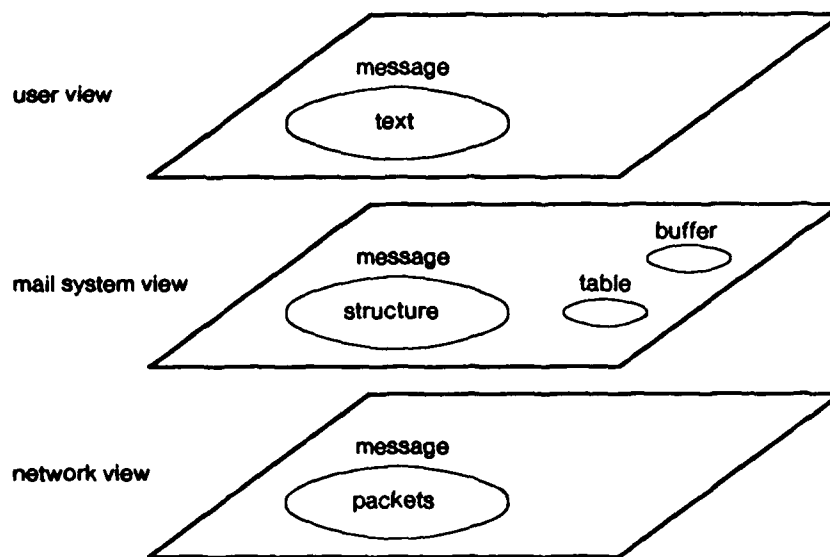 message
user view
text
buffer
message
table
mail system view
structure
message
network view
packets